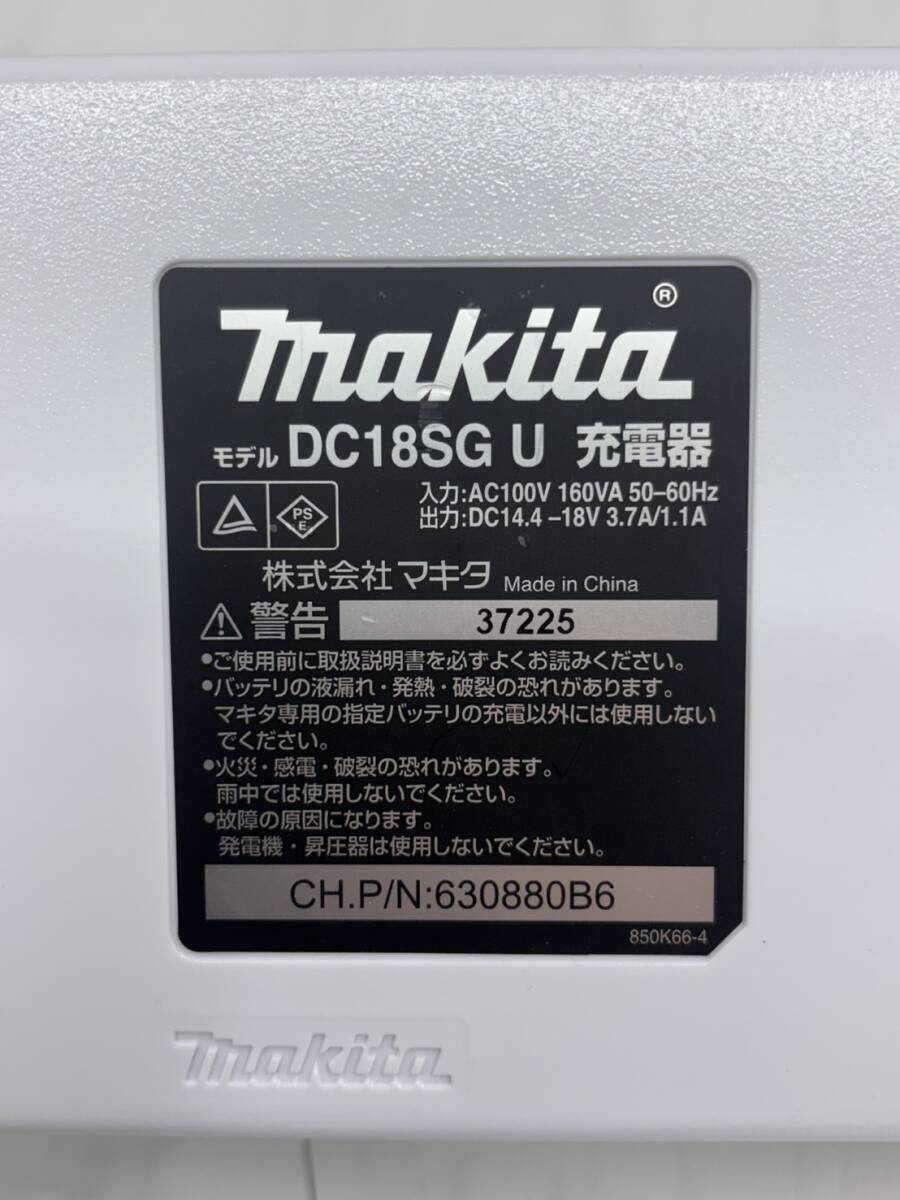 makita ®
モデル DC18SG U 充電器
入力:AC100V 160VA 50–60Hz
出力:DC14.4 –18V 3.7A/1.1A
PS
E
株式会社マキタ Made in China
警告 37225
•ご使用前に取扱説明書を必ずよくお読みください。
•バッテリの液漏れ・発熱・破裂の恐れがあります。
マキタ専用の指定バッテリの充電以外には使用しない
でください。
•火災・感電・破裂の恐れがあります。
雨中では使用しないでください。
•故障の原因になります。
発電機・昇圧器は使用しないでください。
CH.P/N:630880B6
850K66-4
makita